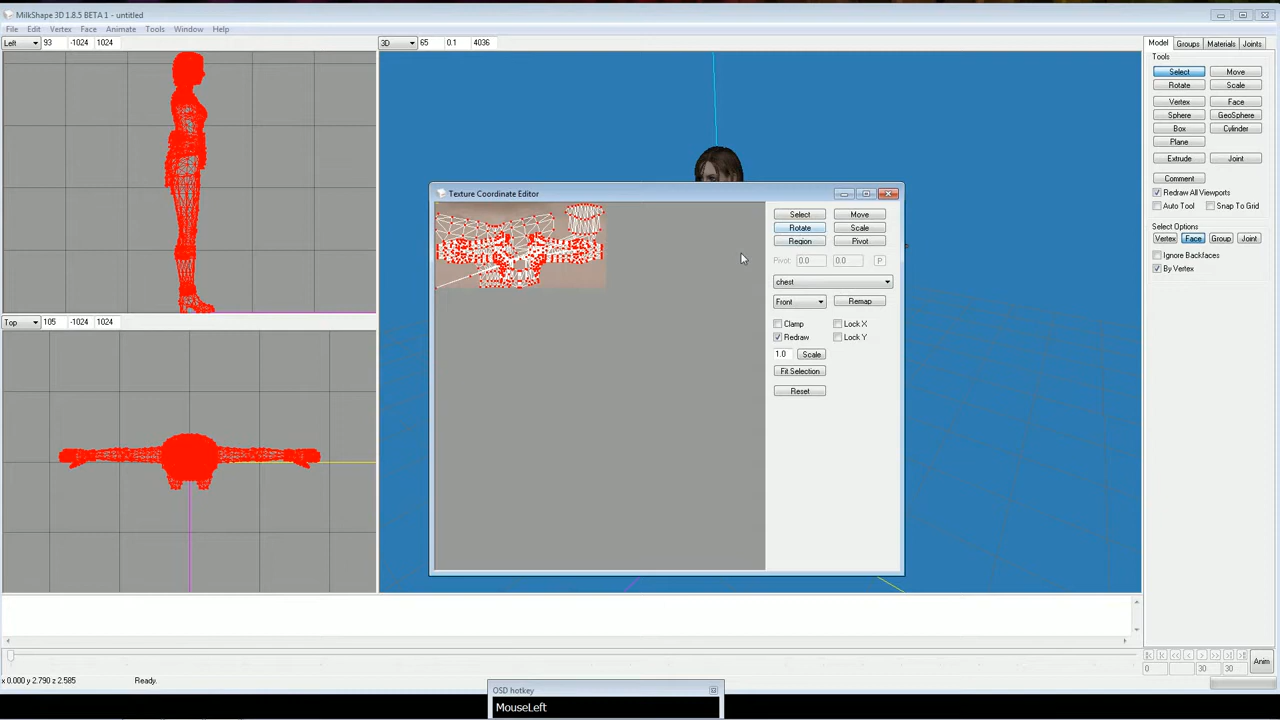 MilkShape 3D 1.8.5 BETA 1 - untitled
File Edit Vertex Face Animate Tools Window Help
Left 93 -1024 1024
3D 65 0.1 4036
Model Groups Materials Joints
Tools
Select Move
Rotate Scale
Vertex Face
Sphere GeoSphere
Box Cylinder
Plane
Extrude Joint
Comment
Redraw All Viewports
Auto Tool Snap To Grid
Select Options
Vertex Face Group Joint
Ignore Backfaces
By Vertex
Texture Coordinate Editor
Select Move
Rotate Scale
Region Pivot
Pivot: 0.0 0.0 P
chest
Front Remap
Clamp Lock X
Redraw Lock Y
1.0 Scale
Fit Selection
Reset
Top 105 -1024 1024
Anim
0 30 30
x 0.000 y 2.790 z 2.585 Ready.
OSD hotkey
MouseLeft